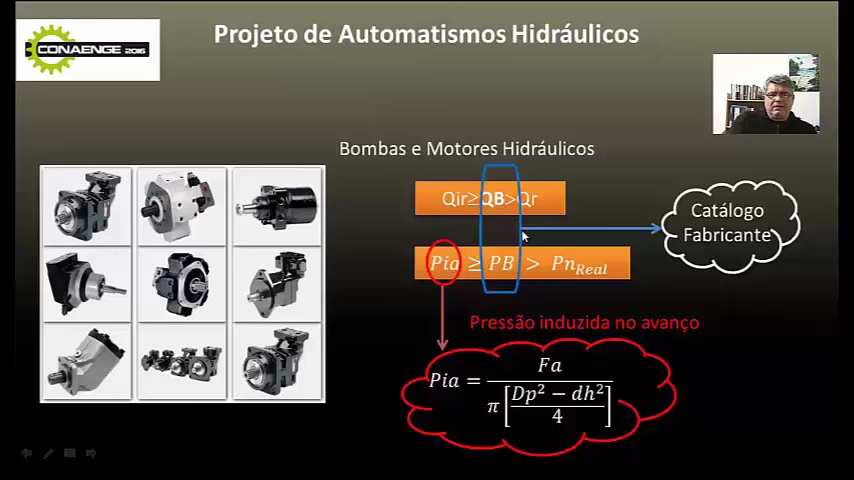 Projeto de Automatismos Hidráulicos
CONAENGE 2016
Bombas e Motores Hidráulicos
Qir≥QB>Qr
Catálogo
Fabricante
Pia ≥ PB > Pn_Real
Pressão induzida no avanço
Pia = Fa / π [ (Dp² − dh²) / 4 ]